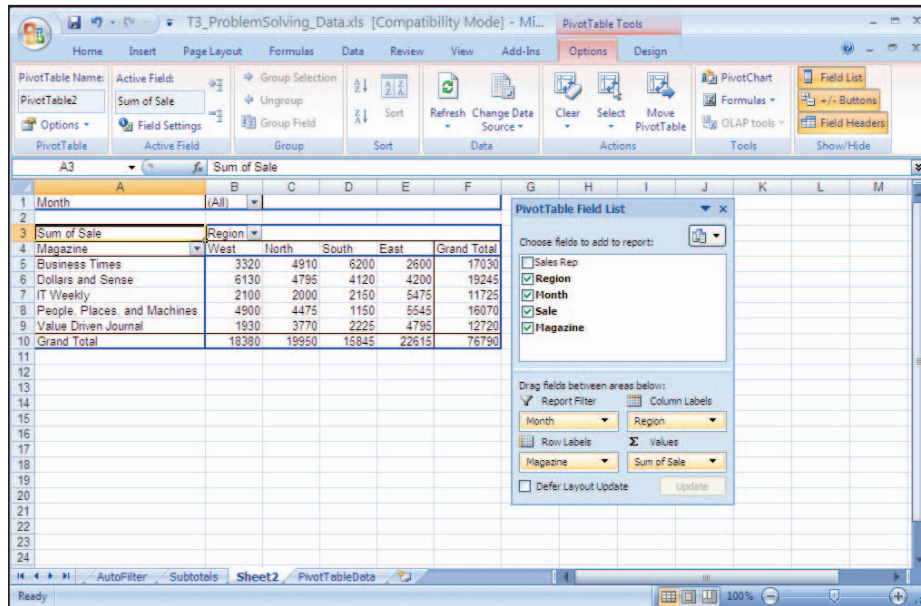 T3_ProblemSolving_Data.xls [Compatibility Mode] - Mi...
PivotTable Tools
Home Insert Page Layout Formulas Data Review View Add-Ins Options Design
PivotTable Name: Active Field: Group Selection PivotChart Field List
PivotTable2 Sum of Sale Ungroup Sort Refresh Change Data Source Clear Select Move PivotTable Formulas +/- Buttons
Options Field Settings Group Field OLAP tools Field Headers
PivotTable Active Field Group Sort Data Actions Tools Show/Hide
A3 fx Sum of Sale
A B C D E F G H I J K L M
1 Month (All)
2
3 Sum of Sale Region
4 Magazine West North South East Grand Total
5 Business Times 3320 4910 6200 2600 17030
6 Dollars and Sense 6130 4795 4120 4200 19245
7 IT Weekly 2100 2000 2150 5475 11725
8 People, Places, and Machines 4900 4475 1150 5545 16070
9 Value Driven Journal 1930 3770 2225 4795 12720
10 Grand Total 18380 19950 15845 22615 76790
11
12
13
14
15
16
17
18
19
20
21
22
23
24
PivotTable Field List
Choose fields to add to report:
Sales Rep
Region
Month
Sale
Magazine
Drag fields between areas below:
Report Filter Column Labels
Month Region
Row Labels Σ Values
Magazine Sum of Sale
Defer Layout Update Update
AutoFilter Subtotals Sheet2 PivotTableData
Ready 100%